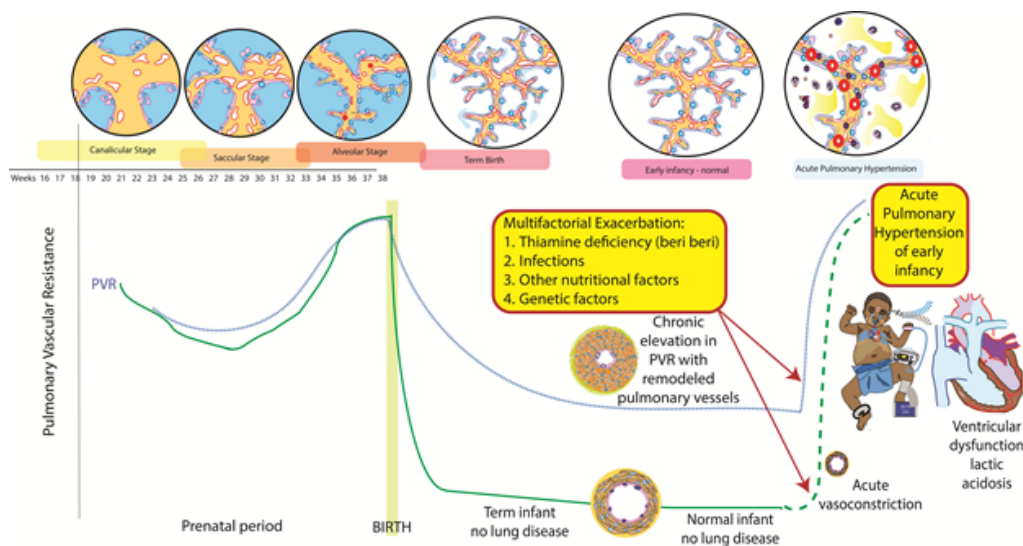 Canalicular Stage
Saccular Stage
Alveolar Stage
Term Birth
Early infancy - normal
Acute Pulmonary Hypertension
Weeks 16 17 18 19 20 21 22 23 24 25 26 27 28 30 31 32 33 34 35 36 37 38
Pulmonary Vascular Resistance
PVR
Multifactorial Exacerbation:
1. Thiamine deficiency (beri beri)
2. Infections
3. Other nutritional factors
4. Genetic factors
Acute
Pulmonary
Hypertension
of early
infancy
Chronic
elevation in
PVR with
remodeled
pulmonary vessels
Ventricular
dysfunction
lactic
acidosis
Acute
vasoconstriction
Term infant
no lung disease
Normal infant
no lung disease
Prenatal period
BIRTH